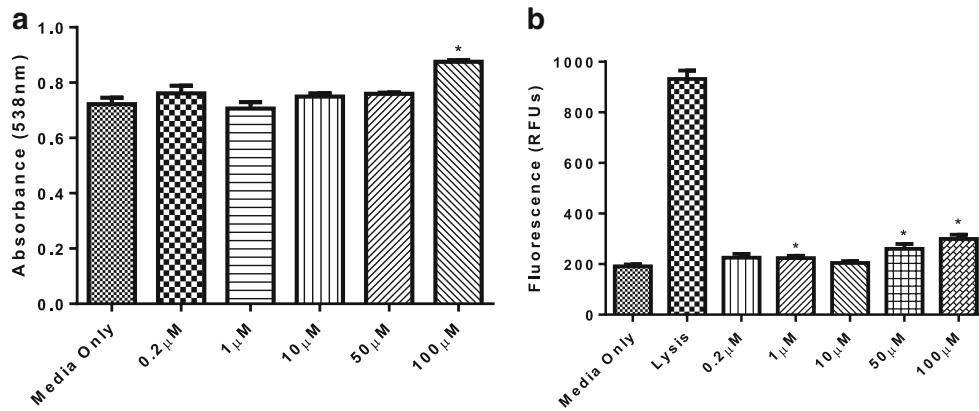 a
Absorbance (538nm)
1.0
0.8
0.6
0.4
0.2
0.0
*
Media Only
0.2μM
1μM
10μM
50μM
100μM
b
Fluorescence (RFUs)
1000
800
600
400
200
0
*
*
*
Media Only
Lysis
0.2μM
1μM
10μM
50μM
100μM